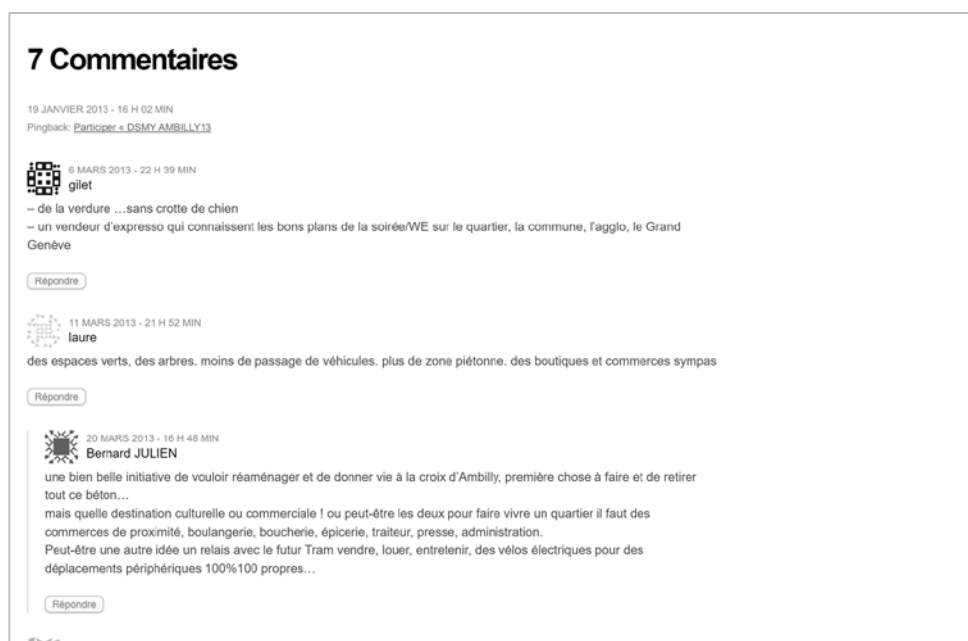 7 Commentaires
19 JANVIER 2013 - 16 H 02 MIN
Pingback: Participer « DSMY AMBILLY13
6 MARS 2013 - 22 H 39 MIN
gilet
– de la verdure …sans crotte de chien
– un vendeur d'expresso qui connaissent les bons plans de la soirée/WE sur le quartier, la commune, l'agglo, le Grand
Genève
Répondre
11 MARS 2013 - 21 H 52 MIN
laure
des espaces verts, des arbres. moins de passage de véhicules. plus de zone piétonne. des boutiques et commerces sympas
Répondre
20 MARS 2013 - 16 H 48 MIN
Bernard JULIEN
une bien belle initiative de vouloir réaménager et de donner vie à la croix d'Ambilly, première chose à faire et de retirer
tout ce béton…
mais quelle destination culturelle ou commerciale ! ou peut-être les deux pour faire vivre un quartier il faut des
commerces de proximité, boulangerie, boucherie, épicerie, traiteur, presse, administration.
Peut-être une autre idée un relais avec le futur Tram vendre, louer, entretenir, des vélos électriques pour des
déplacements périphériques 100%100 propres…
Répondre